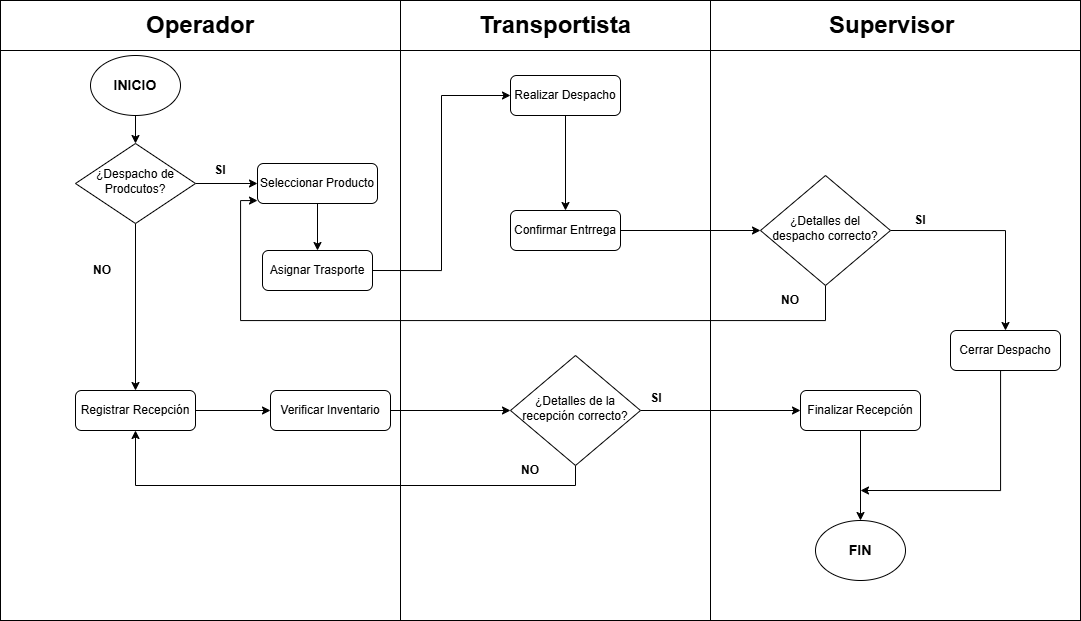 Operador
Transportista
Supervisor
INICIO
Realizar Despacho
¿Despacho de
Prodcutos?
SI
Seleccionar Producto
Confirmar Entrrega
¿Detalles del
despacho correcto?
SI
NO
Asignar Trasporte
NO
Cerrar Despacho
Registrar Recepción
Verificar Inventario
¿Detalles de la
recepción correcto?
SI
Finalizar Recepción
NO
FIN